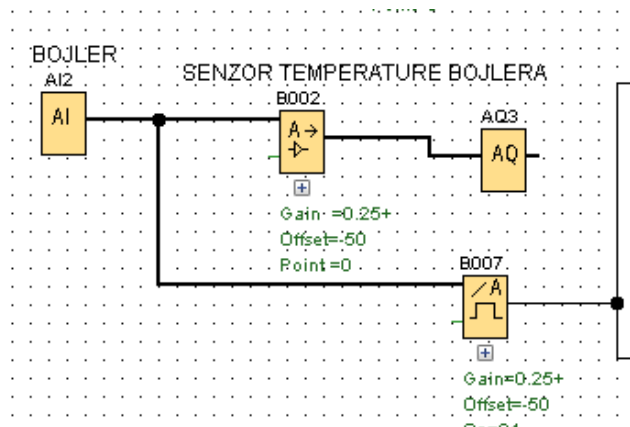 BOJLER
AI2
AI
SENZOR TEMPERATURE BOJLERA
B002
A→
Gain =0.25+
Offset=-50
Point =0
AQ3
AQ
B007
/A
Gain=0.25+
Offset=-50